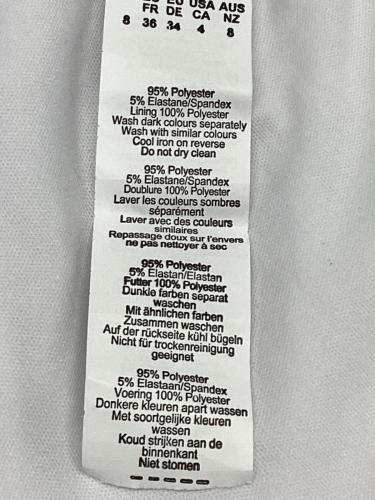 FR DE CA NZ
USA AUS
8 36 34 4 8
95% Polyester
5% Elastane/Spandex
Lining 100% Polyester
Wash dark colours separately
Wash with similar colours
Cool iron on reverse
Do not dry clean
95% Polyester
5% Elastane/Spandex
Doublure 100% Polyester
Laver les couleurs sombres
séparément
Laver avec des couleurs
similaires
Repassage doux sur l'envers
ne pas nettoyer à sec
95% Polyester
5% Elastan/Elastan
Futter 100% Polyester
Dunkle farben separat
waschen
Mit ähnlichen farben
Zusammen waschen
Auf der rückseite kühl bügeln
Nicht für trockenreinigung
geeignet
95% Polyester
5% Elastaan/Spandex
Voering 100% Polyester
Donkere kleuren apart wassen
Met soortgelijke kleuren
wassen
Koud strijken aan de
binnenkant
Niet stomen